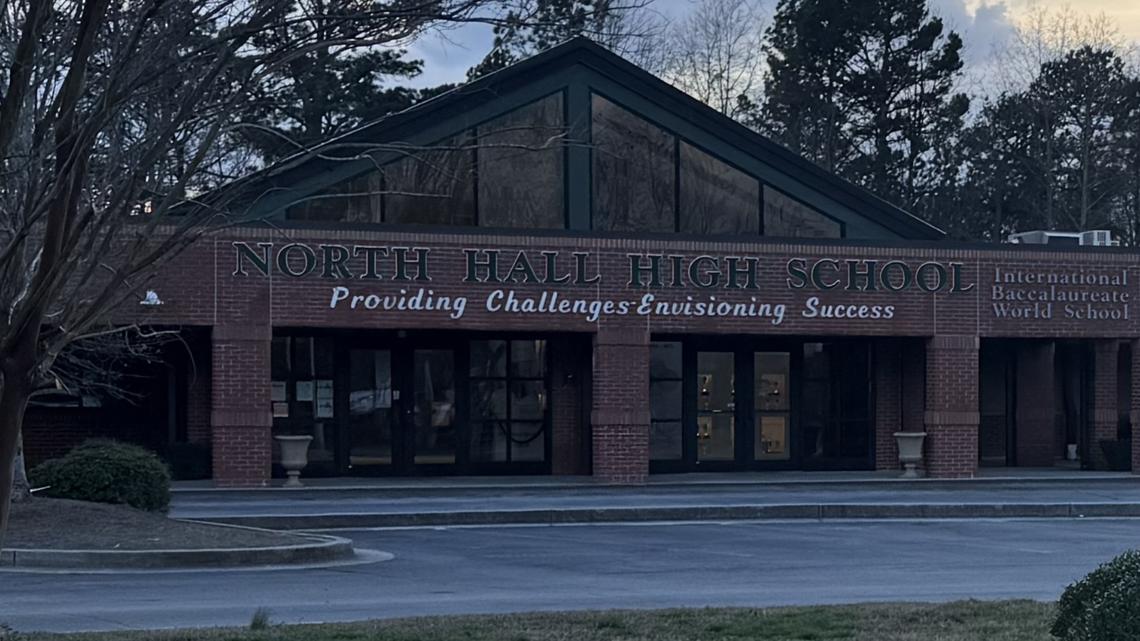 NORTH HALL HIGH SCHOOL
Providing Challenges-Envisioning Success
International
Baccalaureate
World School